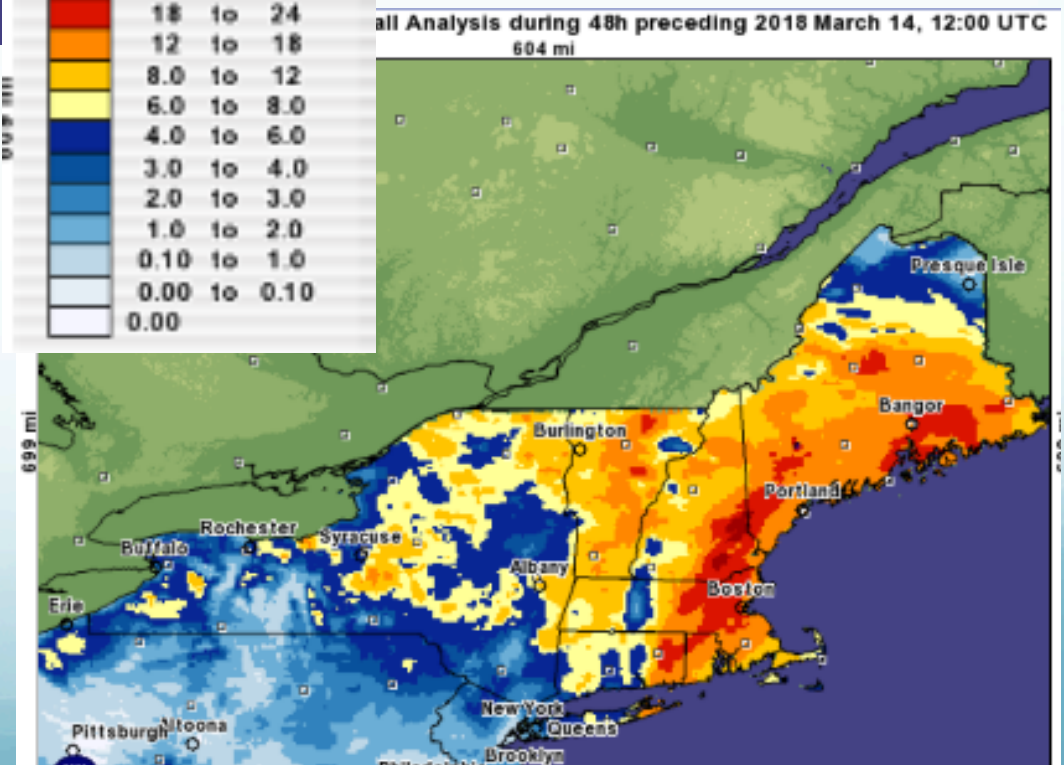 18 to 24
12 to 18
8.0 to 12
6.0 to 8.0
4.0 to 6.0
3.0 to 4.0
2.0 to 3.0
1.0 to 2.0
0.10 to 1.0
0.00 to 0.10
0.00
all Analysis during 48h preceding 2018 March 14, 12:00 UTC
604 mi
699 mi
Presque Isle
Bangor
Burlington
Portland
Rochester
Syracuse
Buffalo
Albany
Boston
Erie
New York
Queens
Pittsburgh
Altoona
Brooklyn